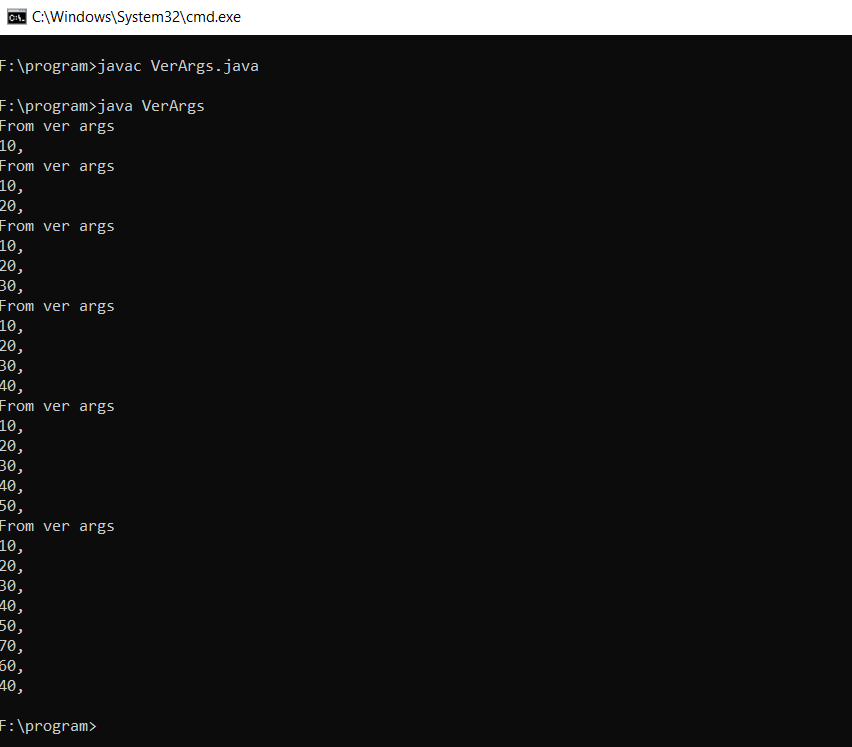 C:\Windows\System32\cmd.exe
F:\program>javac VerArgs.java
F:\program>java VerArgs
From ver args
10,
From ver args
10,
20,
From ver args
10,
20,
30,
From ver args
10,
20,
30,
40,
From ver args
10,
20,
30,
40,
50,
From ver args
10,
20,
30,
40,
50,
70,
60,
40,
F:\program>